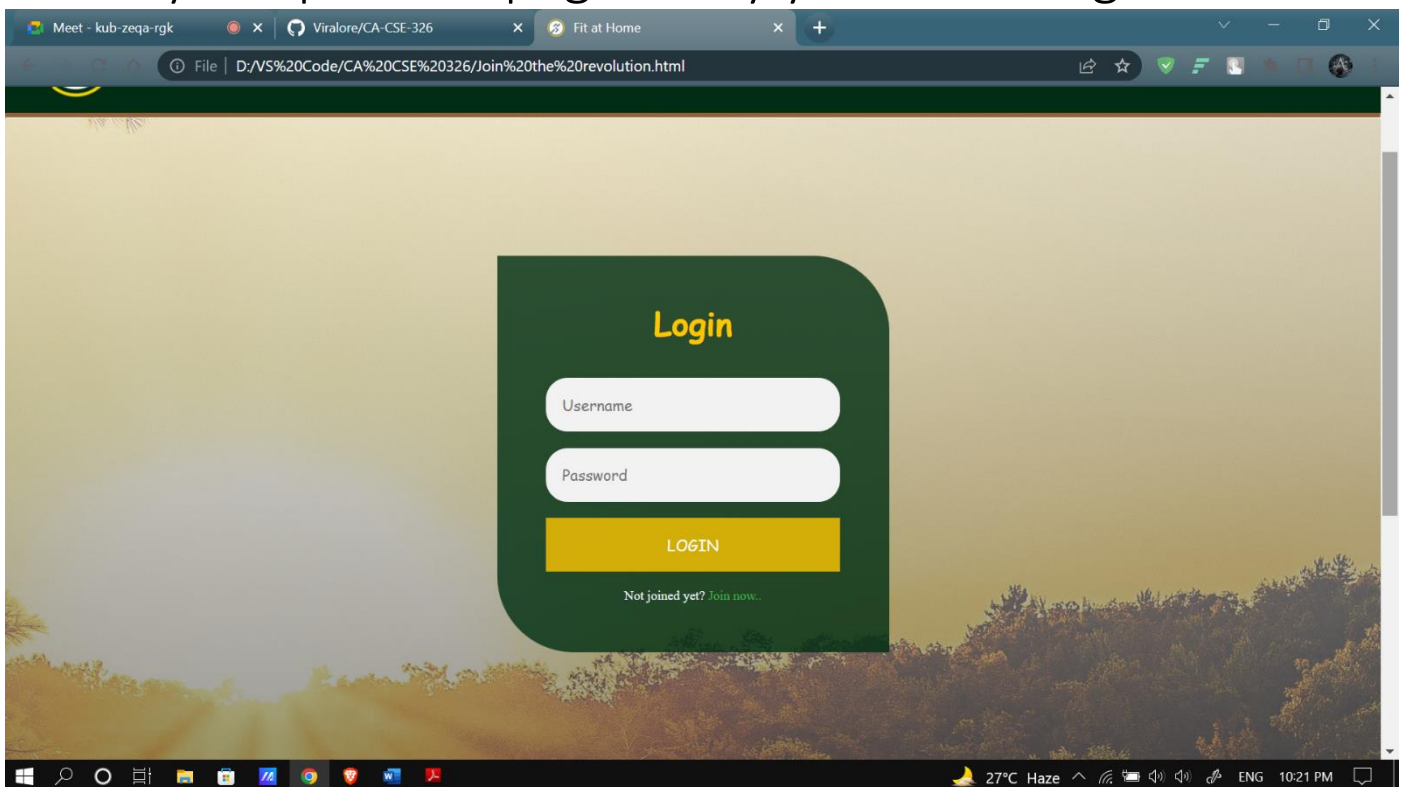 Meet - kub-zeqa-rgk
Viralore/CA-CSE-326
Fit at Home
File | D:/VS%20Code/CA%20CSE%20326/Join%20the%20revolution.html
Login
Username
Password
LOGIN
Not joined yet? Join now..
27°C Haze
ENG
10:21 PM